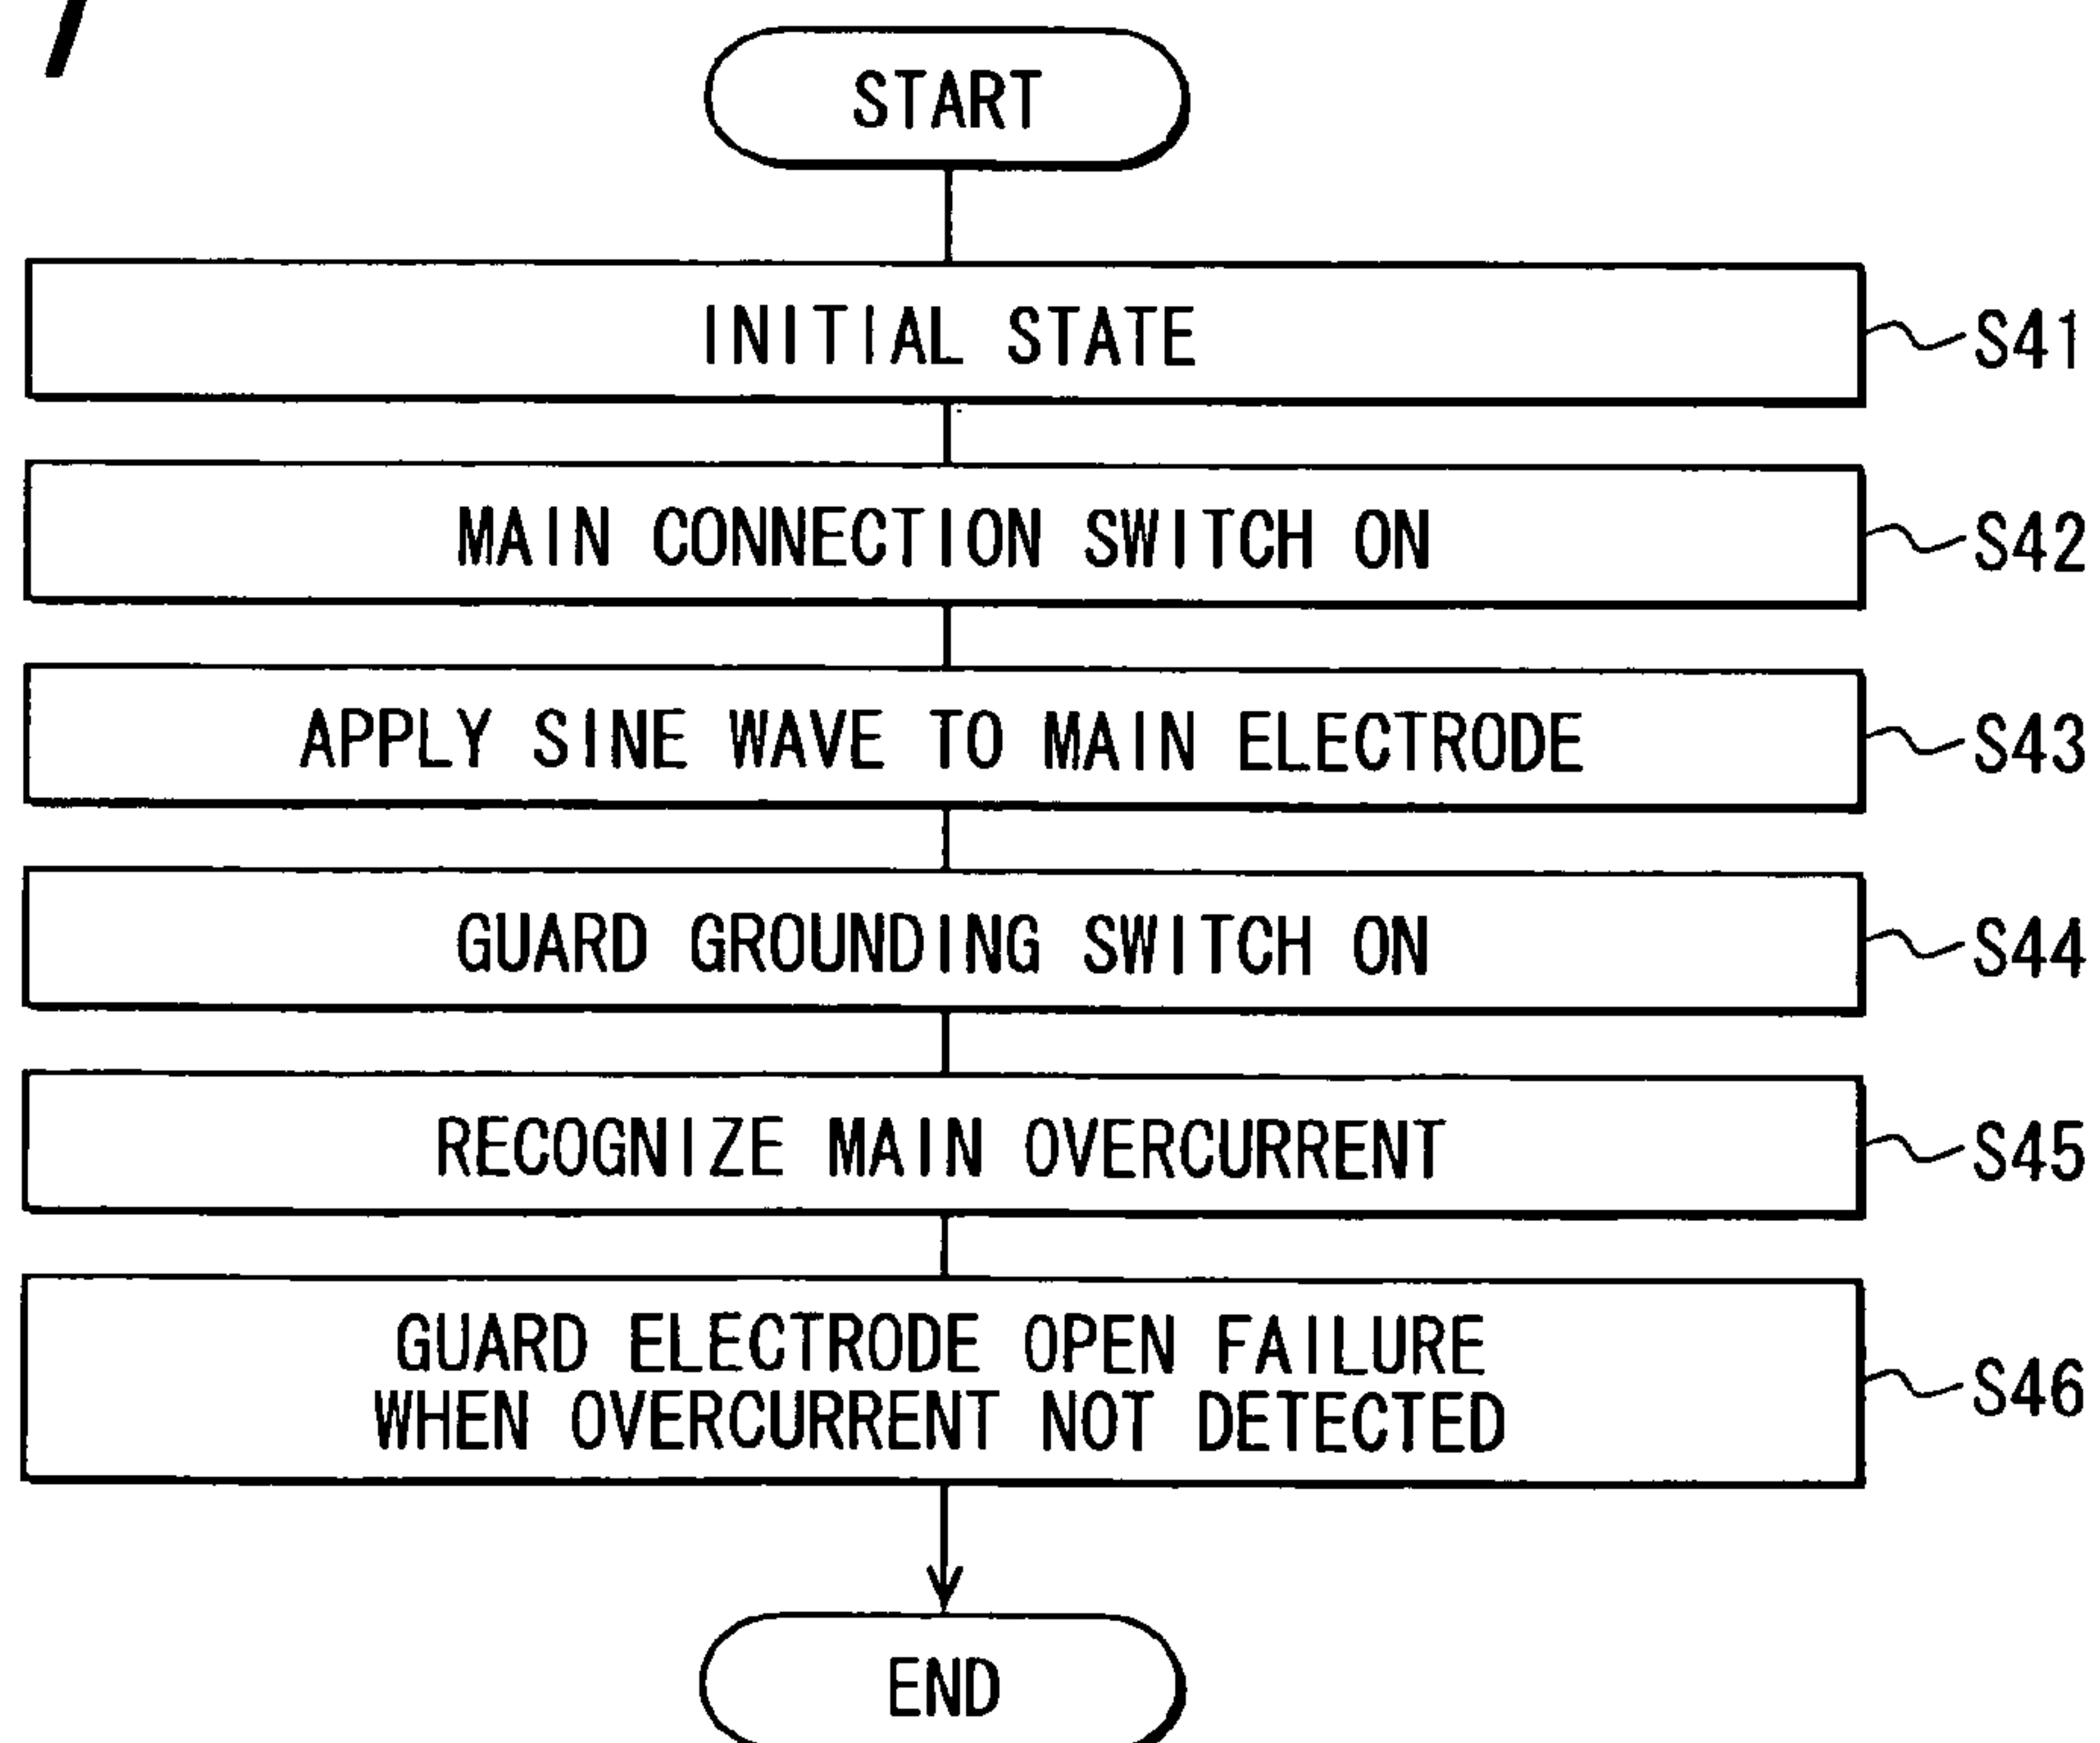 START
INITIAL STATE
S41
MAIN CONNECTION SWITCH ON
S42
APPLY SINE WAVE TO MAIN ELECTRODE
S43
GUARD GROUNDING SWITCH ON
S44
RECOGNIZE MAIN OVERCURRENT
S45
GUARD ELECTRODE OPEN FAILURE
WHEN OVERCURRENT NOT DETECTED
S46
END